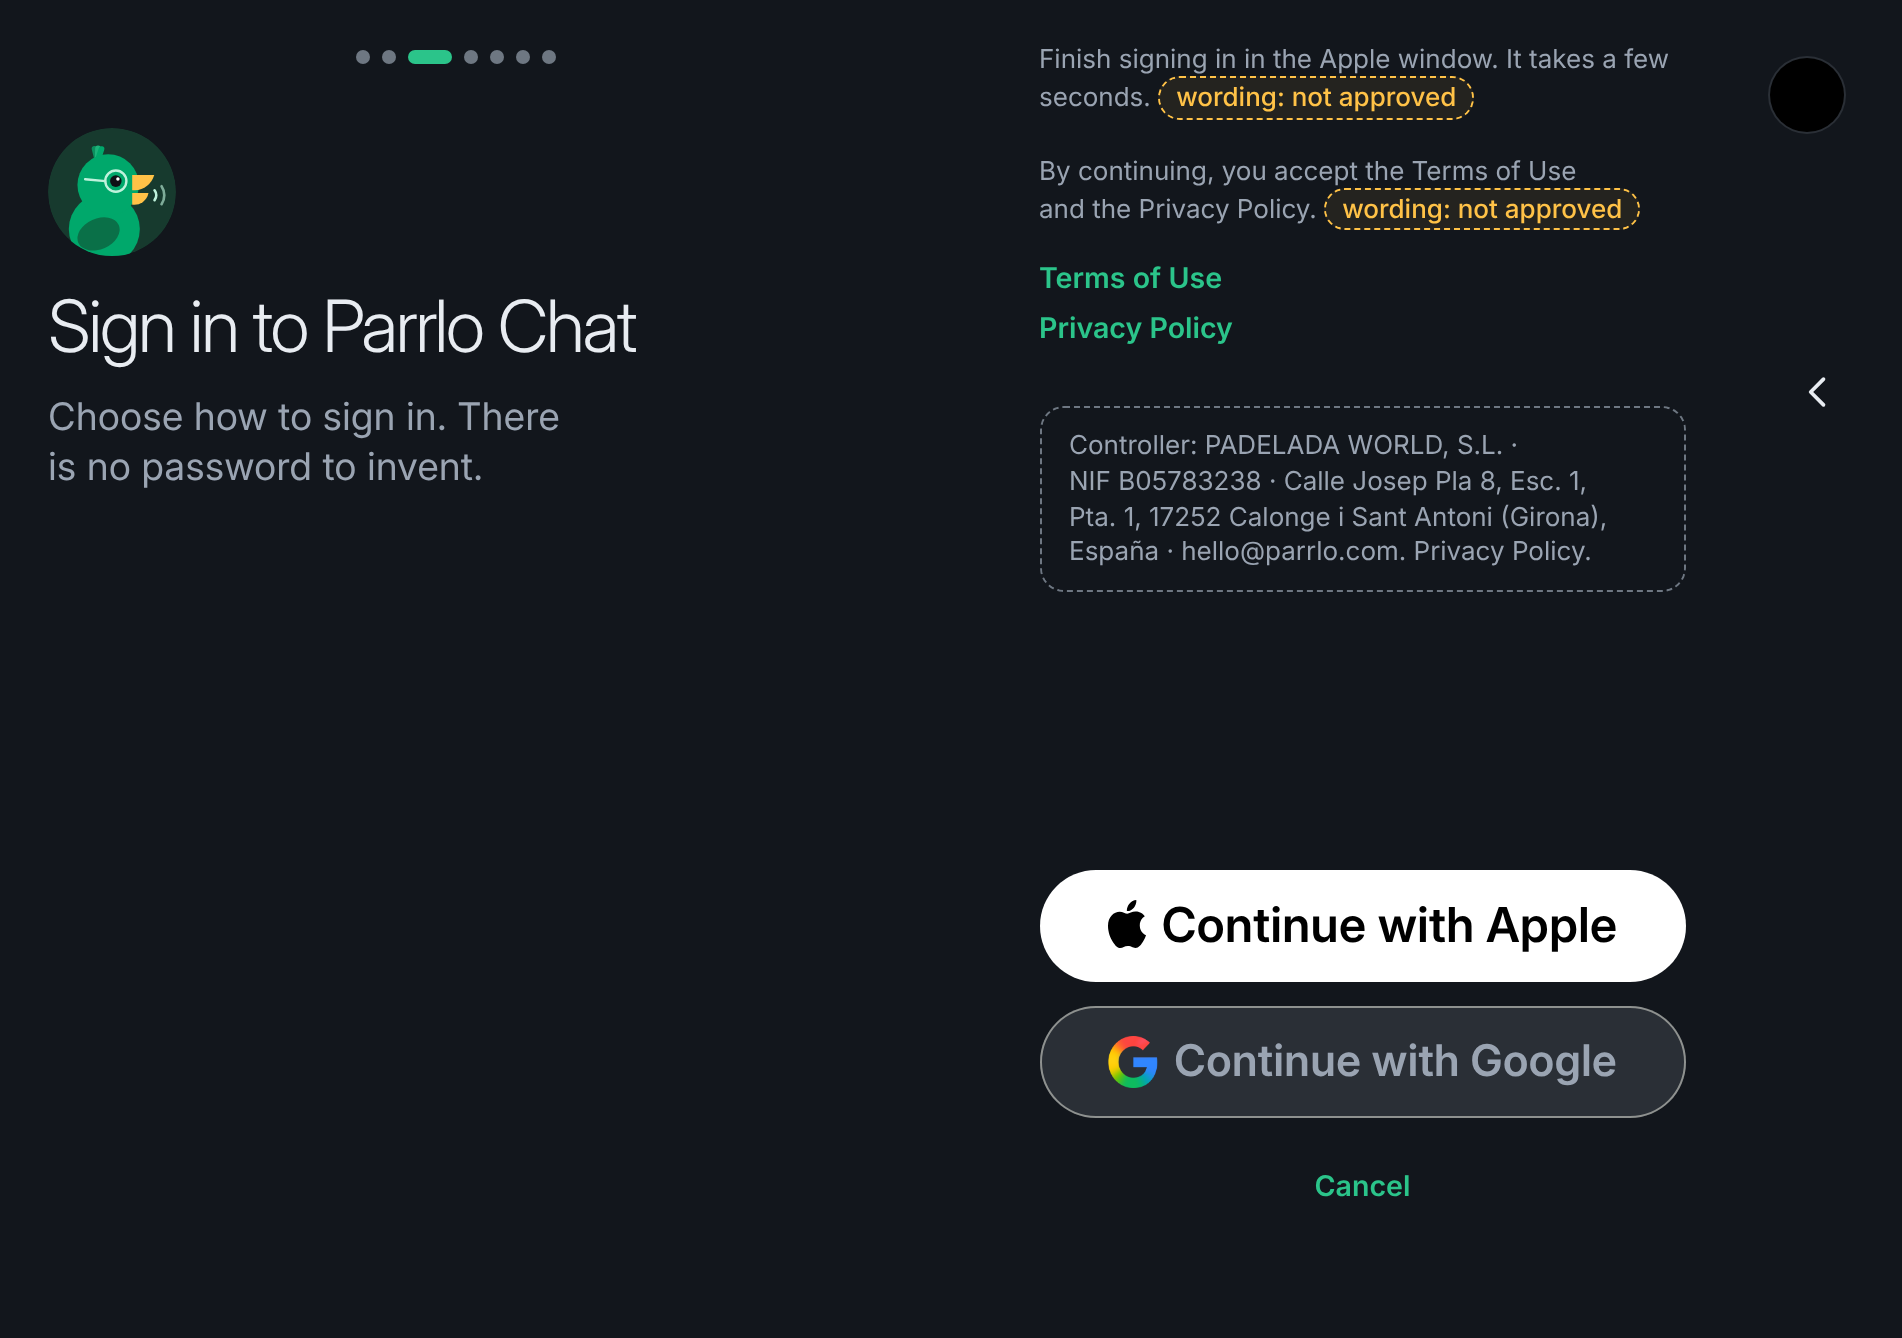 Sign in to Parrlo Chat
Choose how to sign in. There
is no password to invent.
Finish signing in in the Apple window. It takes a few
seconds. wording: not approved
By continuing, you accept the Terms of Use
and the Privacy Policy. wording: not approved
Terms of Use
Privacy Policy
Controller: PADELADA WORLD, S.L. ·
NIF B05783238 · Calle Josep Pla 8, Esc. 1,
Pta. 1, 17252 Calonge i Sant Antoni (Girona),
España · hello@parrlo.com. Privacy Policy.
Continue with Apple
Continue with Google
Cancel